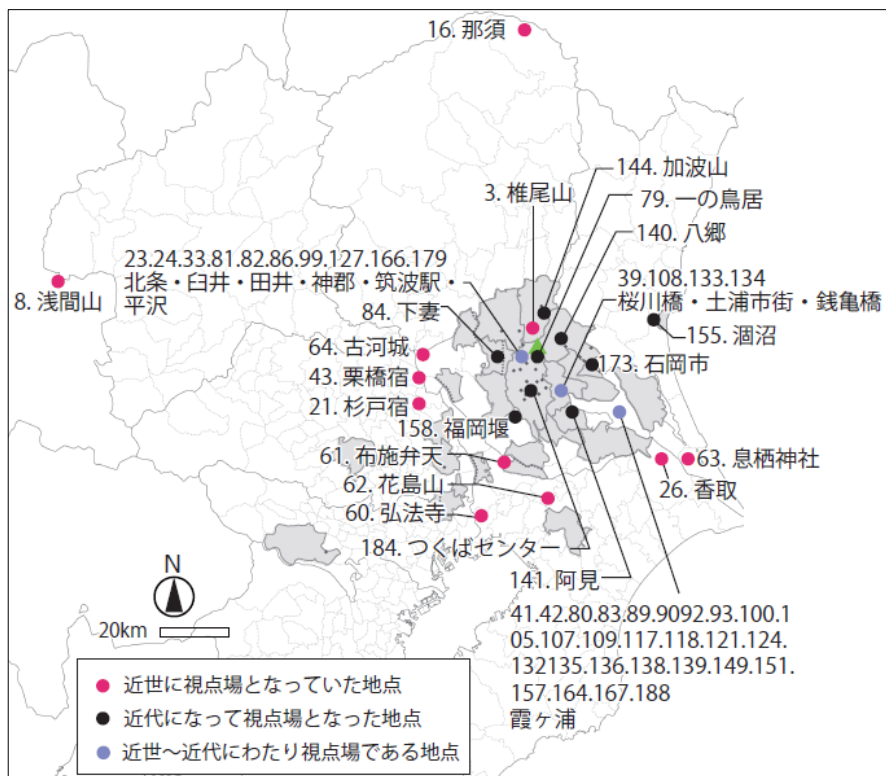 16. 那須
144. 加波山
3. 椎尾山
79. 一の鳥居
140. 八郷
23.24.33.81.82.86.99.127.166.179
北条・臼井・田井・神郡・筑波駅・
平沢
39.108.133.134
桜川橋・土浦市街・銭亀橋
8. 浅間山
84. 下妻
155. 涸沼
64. 古河城
173. 石岡市
43. 栗橋宿
21. 杉戸宿
158. 福岡堰
61. 布施弁天
63. 息栖神社
62. 花島山
26. 香取
60. 弘法寺
184. つくばセンター
141. 阿見
N
20km
41.42.80.83.89.9092.93.100.1
05.107.109.117.118.121.124.
132135.136.138.139.149.151.
157.164.167.188
霞ヶ浦
近世に視点場となっていた地点
近代になって視点場となった地点
近世〜近代にわたり視点場である地点